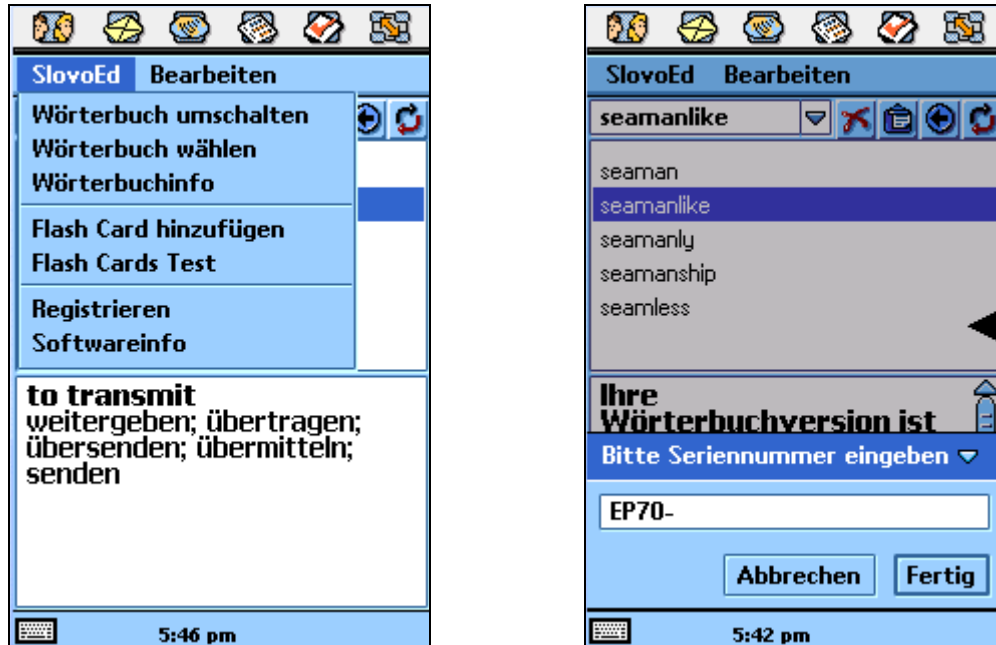 SlovoEd Bearbeiten
Wörterbuch umschalten
Wörterbuch wählen
Wörterbuchinfo
Flash Card hinzufügen
Flash Cards Test
Registrieren
Softwareinfo
to transmit
weitergeben; übertragen;
übersenden; übermitteln;
senden
5:46 pm
SlovoEd Bearbeiten
seamanlike
seaman
seamanlike
seamanly
seamanship
seamless
Ihre
Wörterbuchversion ist
Bitte Seriennummer eingeben
EP70-
Abbrechen Fertig
5:42 pm